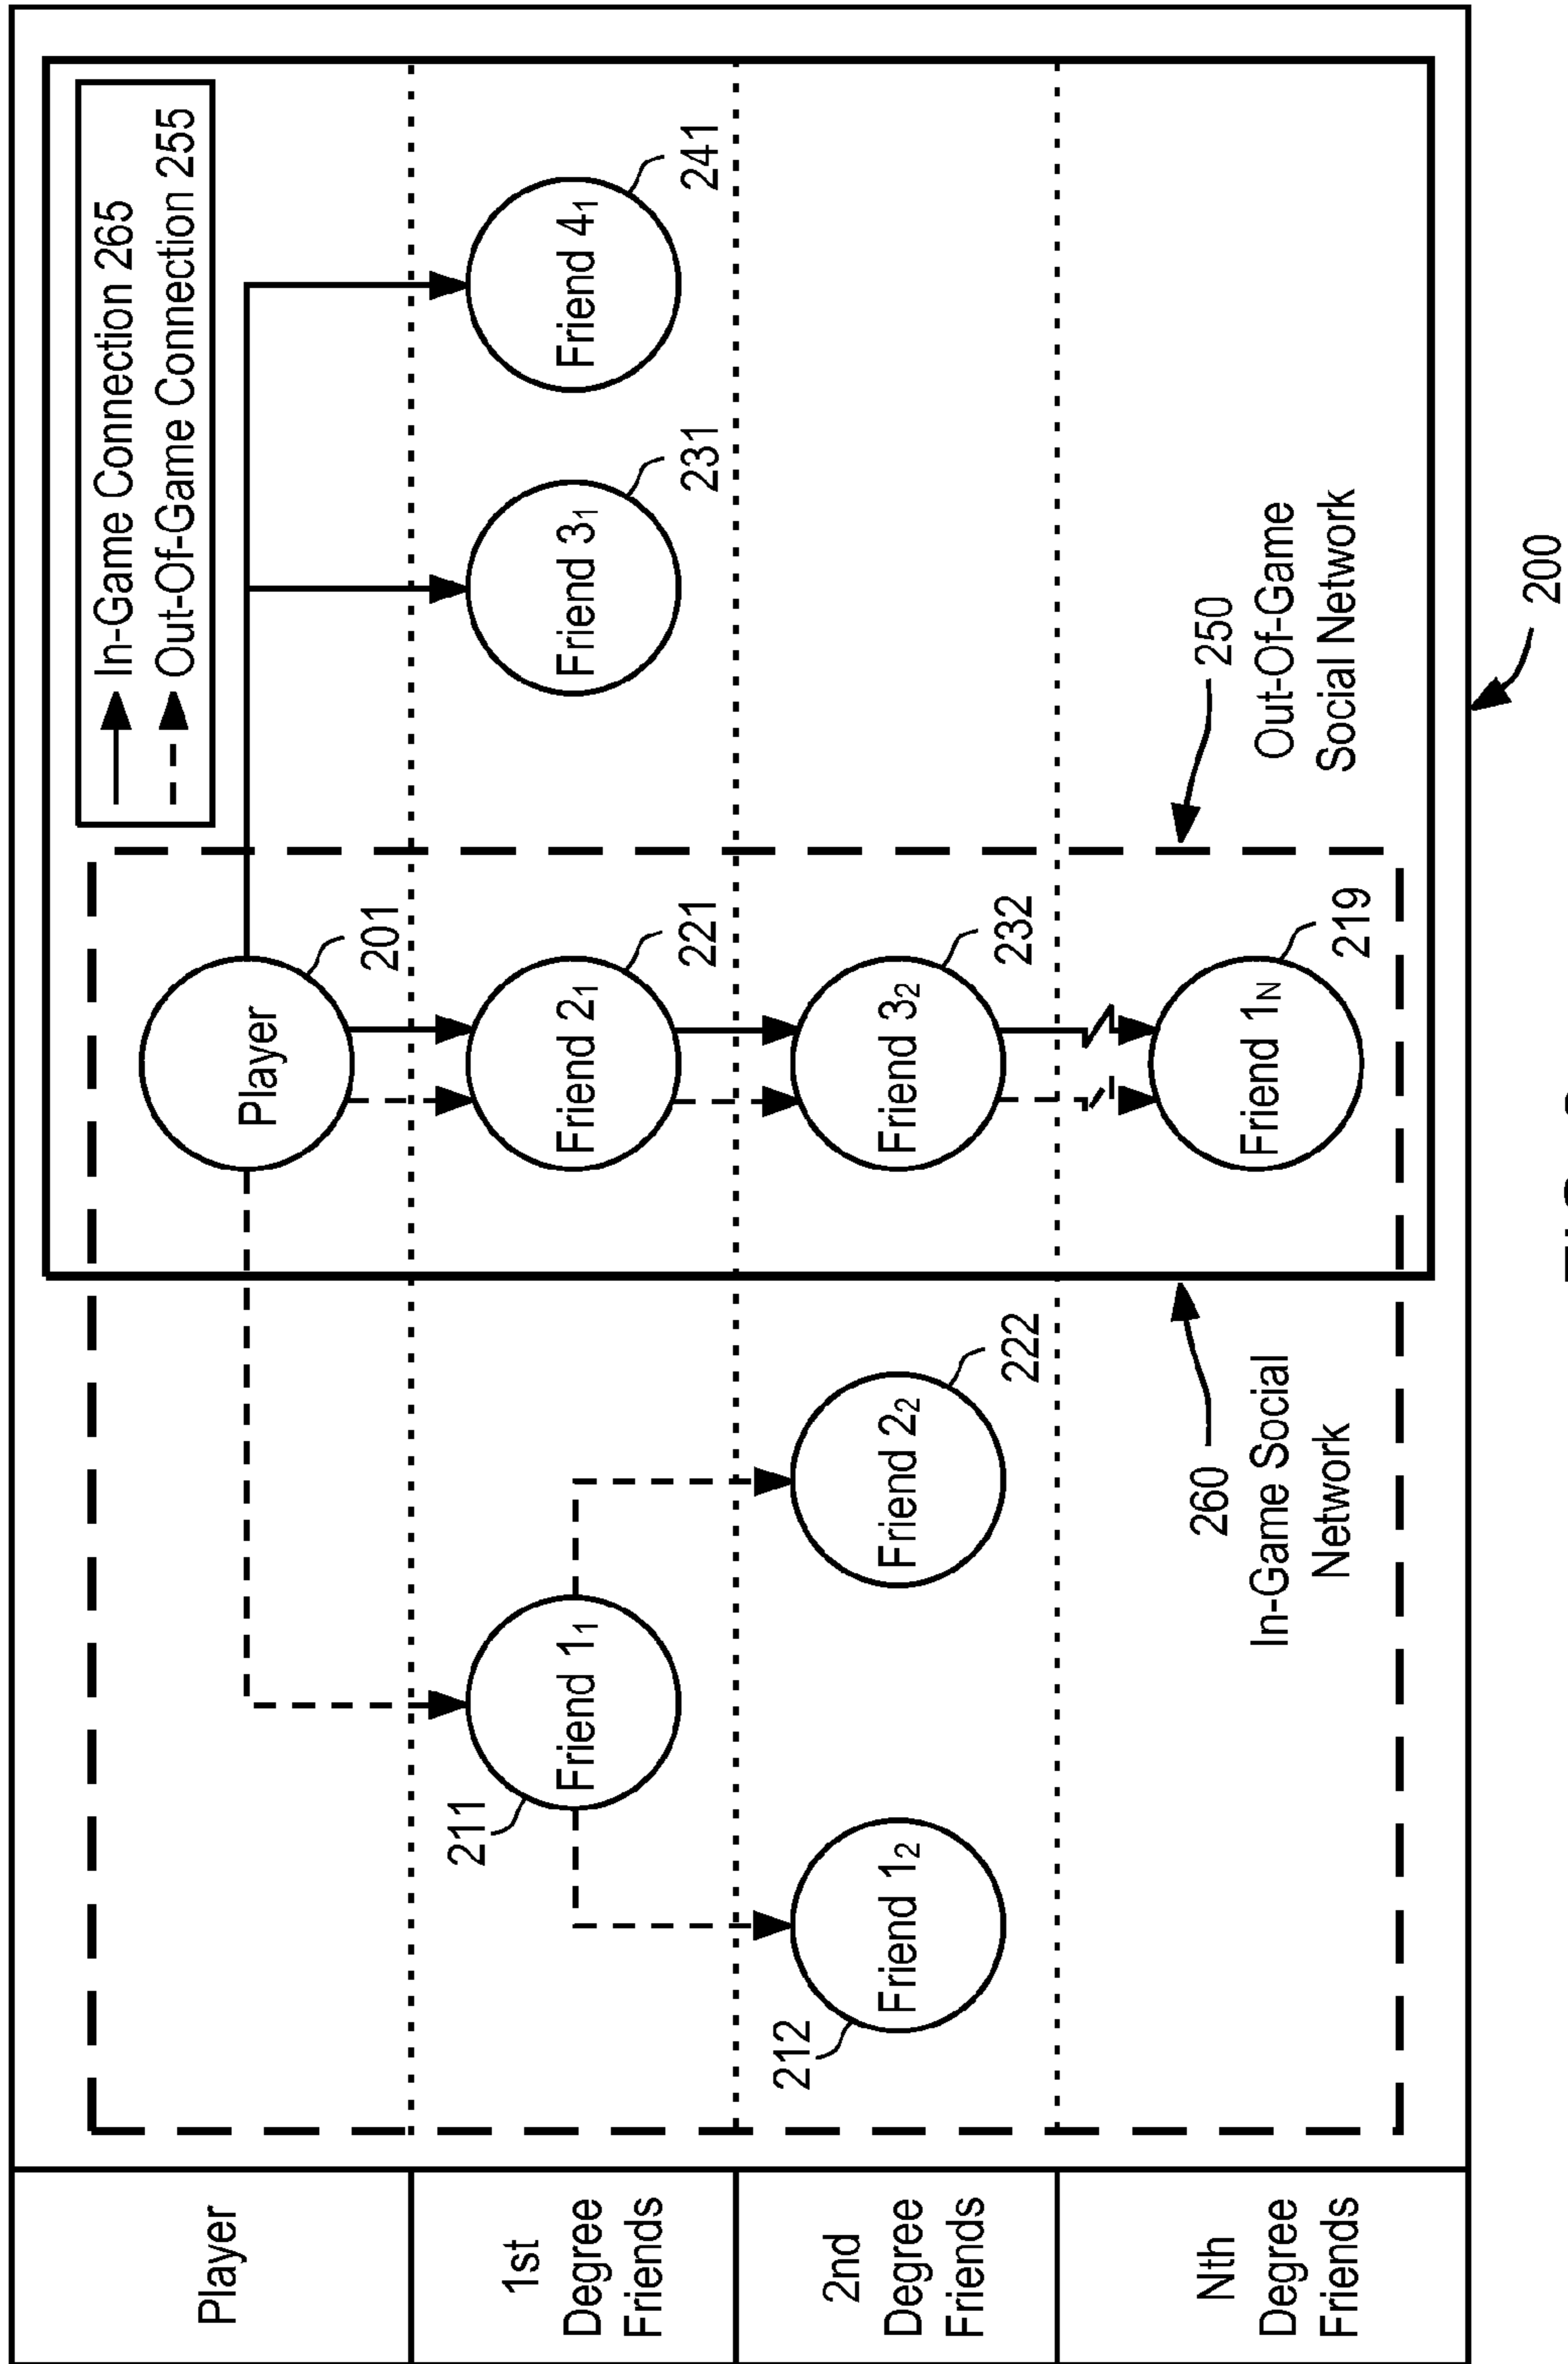 Player
1st
Degree
Friends
2nd
Degree
Friends
Nth
Degree
Friends
In-Game Connection 265
Out-Of-Game Connection 255
Player
201
Friend 1₁
211
Friend 2₁
221
Friend 3₁
231
Friend 4₁
241
Friend 1₂
212
Friend 2₂
222
Friend 3₂
232
Friend 1N
219
260
In-Game Social
Network
250
Out-Of-Game
Social Network
200